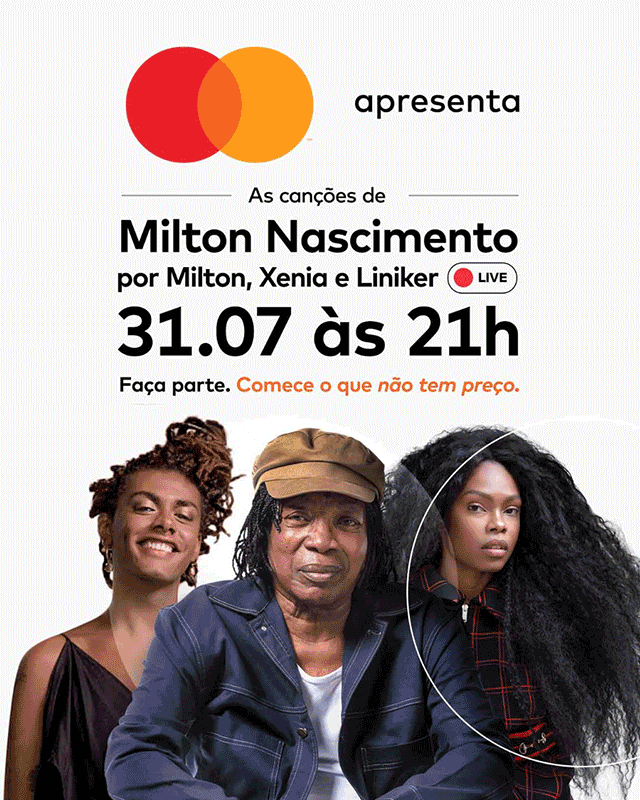 apresenta
As canções de
Milton Nascimento
por Milton, Xenia e Liniker LIVE
31.07 às 21h
Faça parte. Comece o que não tem preço.